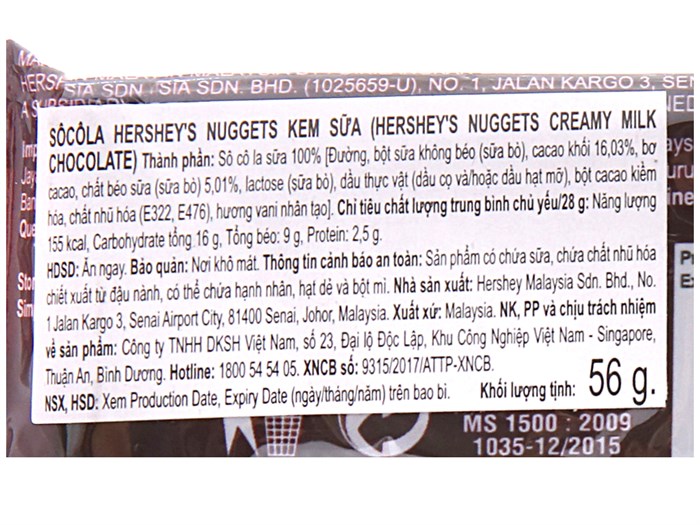 HERS
SIA SDN SIA SDN. BHD. (1025659-U), NO. 1, JALAN KARGO 3, SEN
SÔCÔLA HERSHEY'S NUGGETS KEM SỮA (HERSHEY'S NUGGETS CREAMY MILK
CHOCOLATE) Thành phần: Sô cô la sữa 100% [Đường, bột sữa không béo (sữa bò), cacao khối 16,03%, bơ
cacao, chất béo sữa (sữa bò) 5,01%, lactose (sữa bò), dầu thực vật (dầu cọ và/hoặc dầu hạt mỡ), bột cacao kiềm
hóa, chất nhũ hóa (E322, E476), hương vani nhân tạo]. Chỉ tiêu chất lượng trung bình chủ yếu/28 g: Năng lượng
155 kcal, Carbohydrate tổng 16 g, Tổng béo: 9 g, Protein: 2,5 g.
HDSD: Ăn ngay. Bảo quản: Nơi khô mát. Thông tin cảnh báo an toàn: Sản phẩm có chứa sữa, chứa chất nhũ hóa
chiết xuất từ đậu nành, có thể chứa hạnh nhân, hạt dẻ và bột mì. Nhà sản xuất: Hershey Malaysia Sdn. Bhd., No.
1 Jalan Kargo 3, Senai Airport City, 81400 Senai, Johor, Malaysia. Xuất xứ: Malaysia. NK, PP và chịu trách nhiệm
về sản phẩm: Công ty TNHH DKSH Việt Nam, số 23, Đại lộ Độc Lập, Khu Công Nghiệp Việt Nam - Singapore,
Thuận An, Bình Dương. Hotline: 1800 54 54 05. XNCB số: 9315/2017/ATTP-XNCB.
NSX, HSD: Xem Production Date, Expiry Date (ngày/tháng/năm) trên bao bì. Khối lượng tịnh: 56 g.
MS 1500 : 2009
1035-12/2015